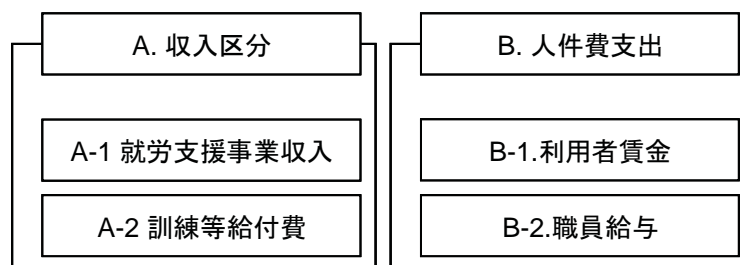 A. 収入区分
B. 人件費支出
A-1 就労支援事業収入
B-1.利用者賃金
A-2 訓練等給付費
B-2.職員給与